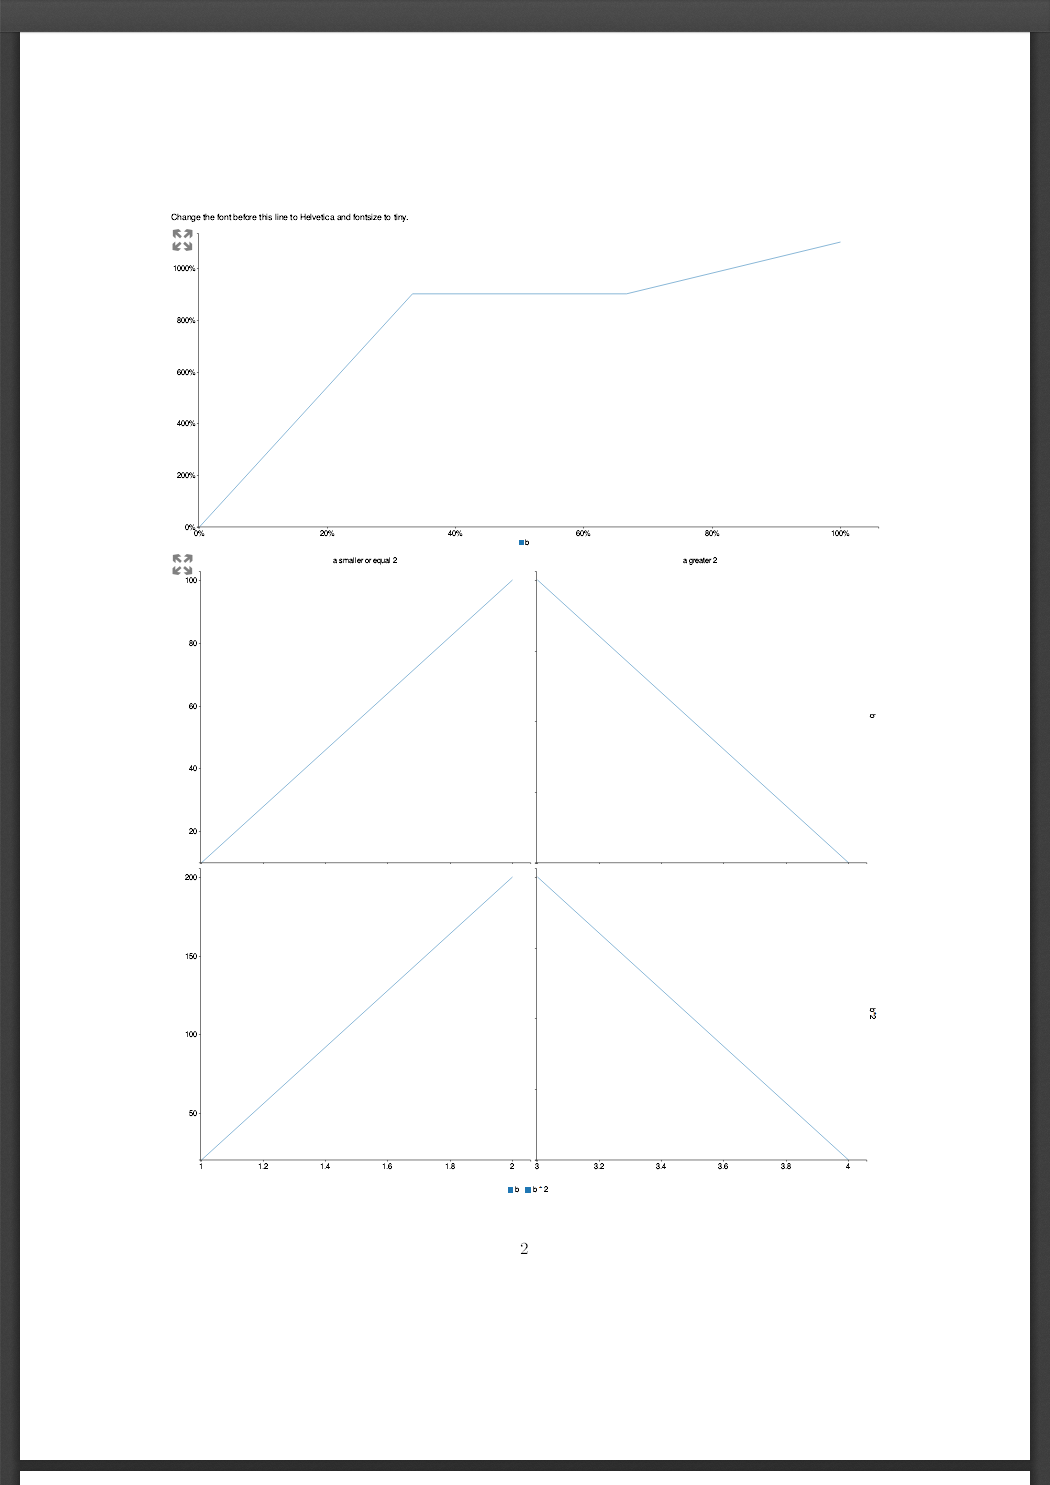 Change the font before this line to Helvetica and fontsize to tiny.
1000%
800%
600%
400%
200%
0%
0% 20% 40% 60% 80% 100%
b
a smaller or equal 2 a greater 2
100
80
60
40
20
b
200
150
100
50
b*2
1 1.2 1.4 1.6 1.8 2 3 3.2 3.4 3.6 3.8 4
b b * 2
2